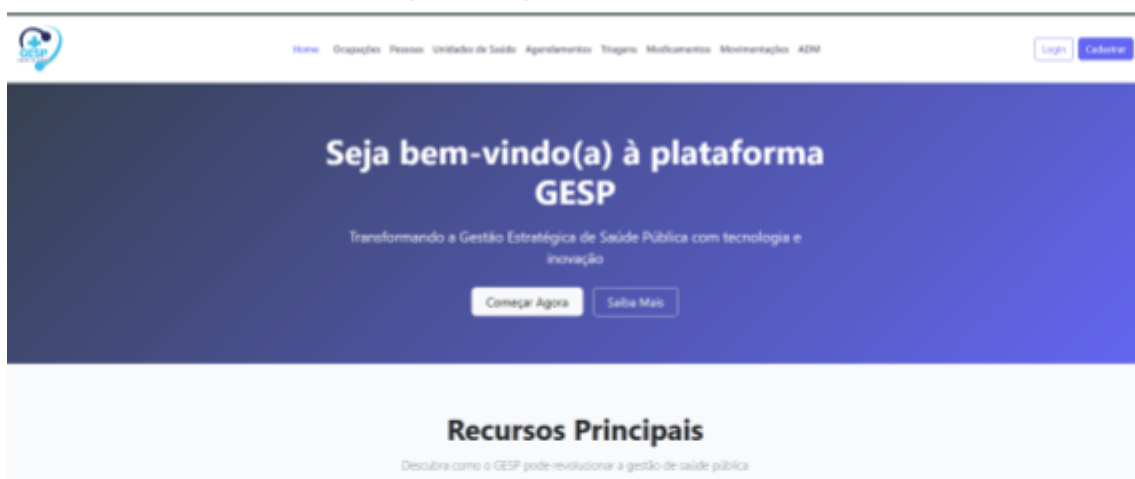 GESP
Home Ocupações Pessoas Unidades de Saúde Agendamentos Triagens Medicamentos Movimentações ADM
Login Cadastrar
Seja bem-vindo(a) à plataforma
GESP
Transformando a Gestão Estratégica de Saúde Pública com tecnologia e
inovação
Começar Agora Saiba Mais
Recursos Principais
Descubra como o GESP pode revolucionar a gestão de saúde pública